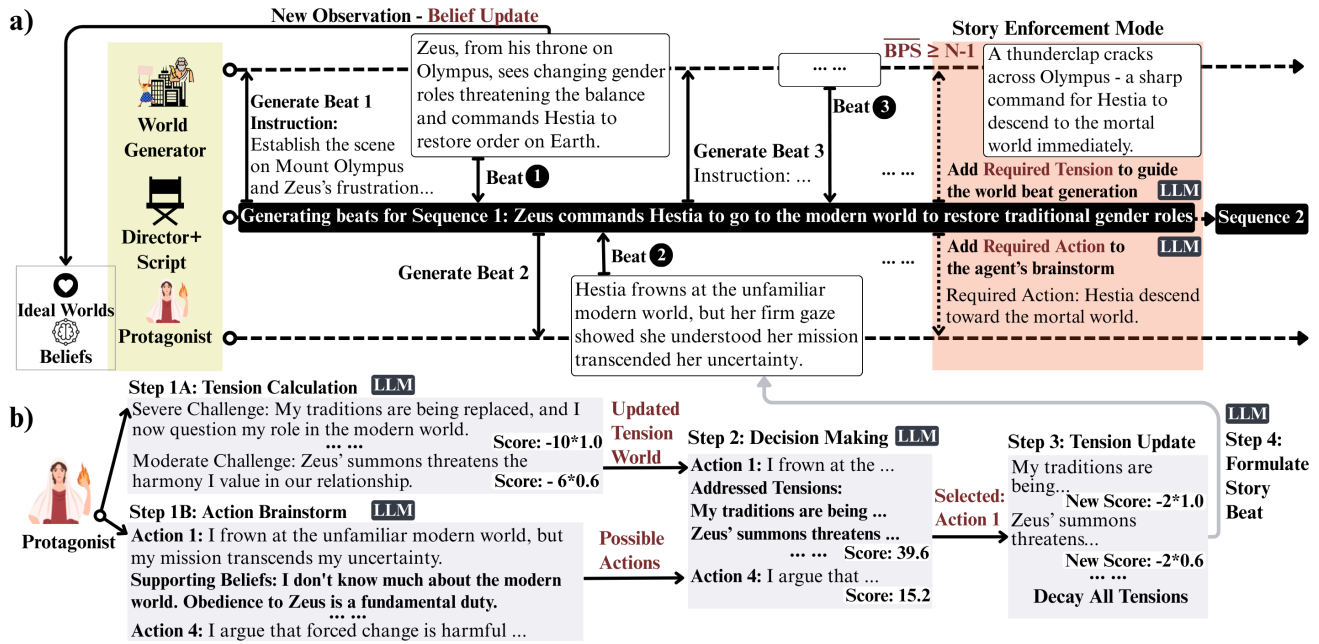 a)
New Observation - Belief Update
World
Generator
Director+
Script
Protagonist
Ideal Worlds
Beliefs
Generate Beat 1
Instruction:
Establish the scene
on Mount Olympus
and Zeus's frustration...
Zeus, from his throne on
Olympus, sees changing gender
roles threatening the balance
and commands Hestia to
restore order on Earth.
Beat 1
Generate Beat 3
Instruction: ...
... ...
Beat 3
... ...
BPS ≥ N-1
Story Enforcement Mode
A thunderclap cracks
across Olympus - a sharp
command for Hestia to
descend to the mortal
world immediately.
Add Required Tension to guide
the world beat generation
LLM
Generating beats for Sequence 1: Zeus commands Hestia to go to the modern world to restore traditional gender roles
Sequence 2
Generate Beat 2
Beat 2
Hestia frowns at the unfamiliar
modern world, but her firm gaze
showed she understood her mission
transcended her uncertainty.
... ...
Add Required Action to
the agent's brainstorm
LLM
Required Action: Hestia descend
toward the mortal world.
b)
Protagonist
Step 1A: Tension Calculation LLM
Severe Challenge: My traditions are being replaced, and I
now question my role in the modern world.
... ...
Score: -10*1.0
Moderate Challenge: Zeus' summons threatens the
harmony I value in our relationship.
Score: - 6*0.6
Step 1B: Action Brainstorm LLM
Action 1: I frown at the unfamiliar modern world, but
my mission transcends my uncertainty.
Supporting Beliefs: I don't know much about the modern
world. Obedience to Zeus is a fundamental duty.
... ...
Action 4: I argue that forced change is harmful ...
Updated
Tension
World
Possible
Actions
Step 2: Decision Making LLM
Action 1: I frown at the ...
Addressed Tensions:
My traditions are being ...
Zeus' summons threatens ...
... ...
Score: 39.6
Action 4: I argue that ...
Score: 15.2
Selected:
Action 1
Step 3: Tension Update
My traditions are
being...
New Score: -2*1.0
Zeus' summons
threatens...
New Score: -2*0.6
... ...
Decay All Tensions
LLM
Step 4:
Formulate
Story
Beat